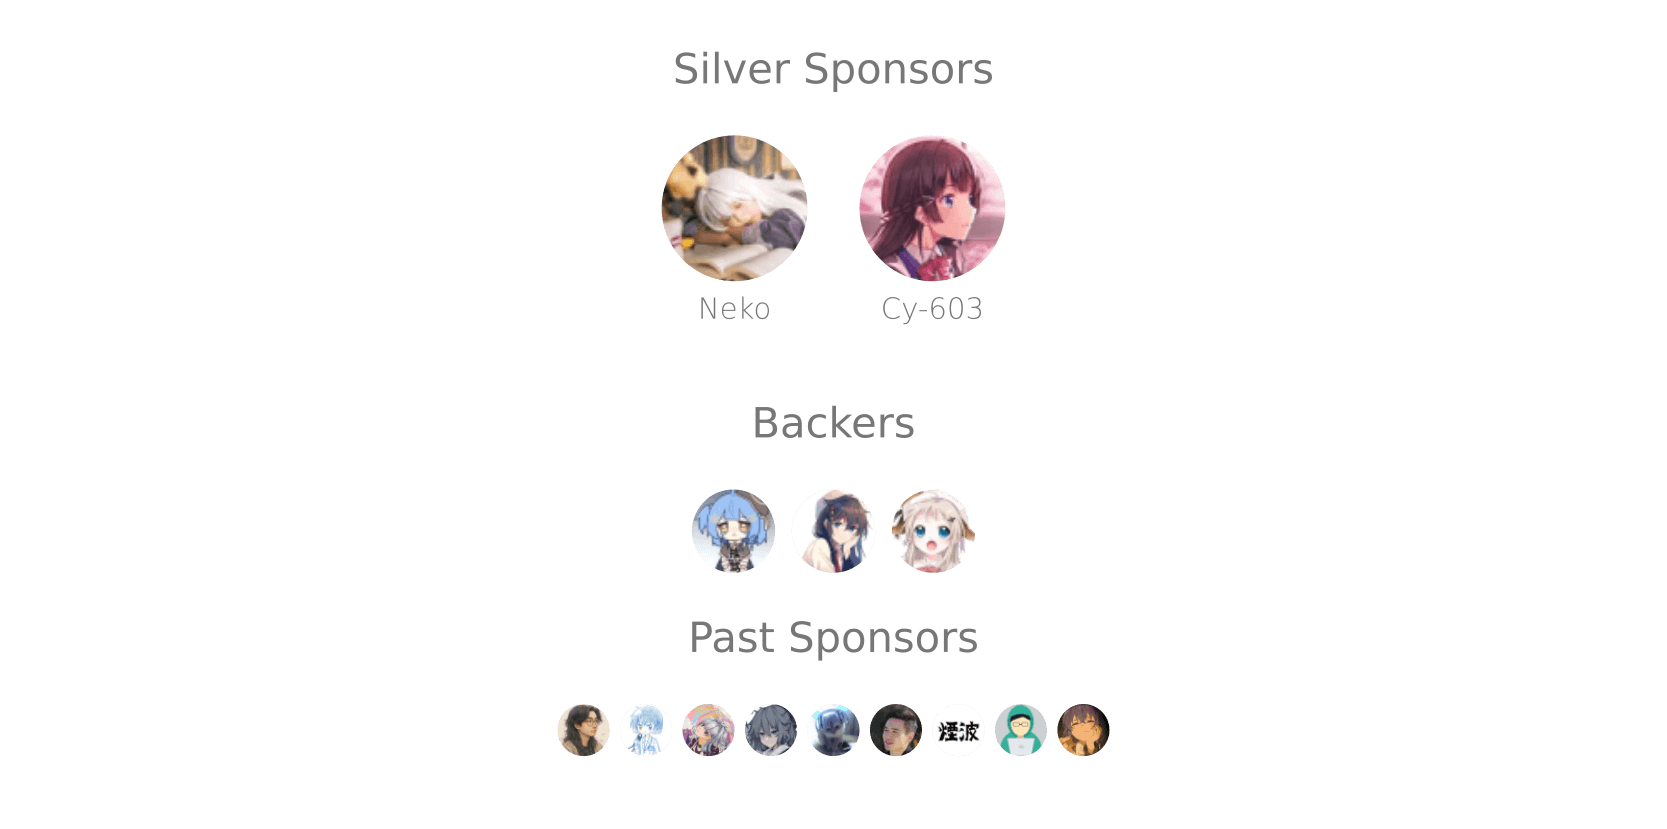 Silver Sponsors
Neko
Cy-603
Backers
Past Sponsors
煙波